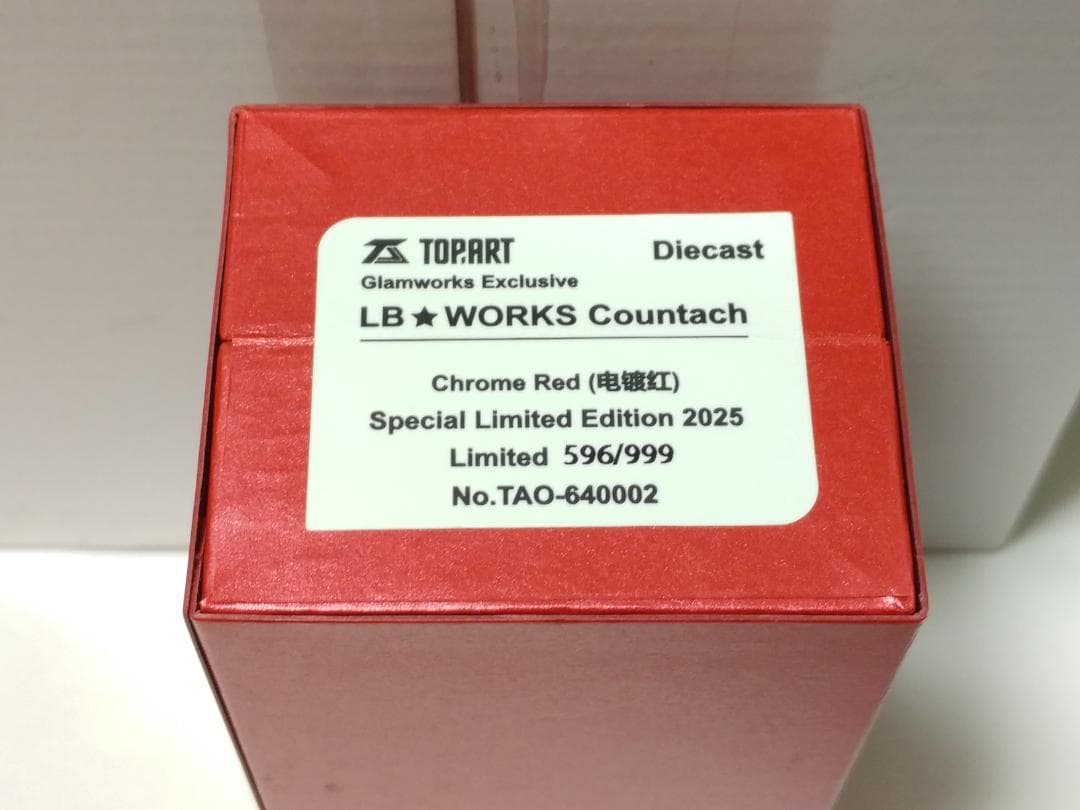 TOP.ART Diecast
Glamworks Exclusive
LB★WORKS Countach
Chrome Red (电镀红)
Special Limited Edition 2025
Limited 596/999
No.TAO-640002